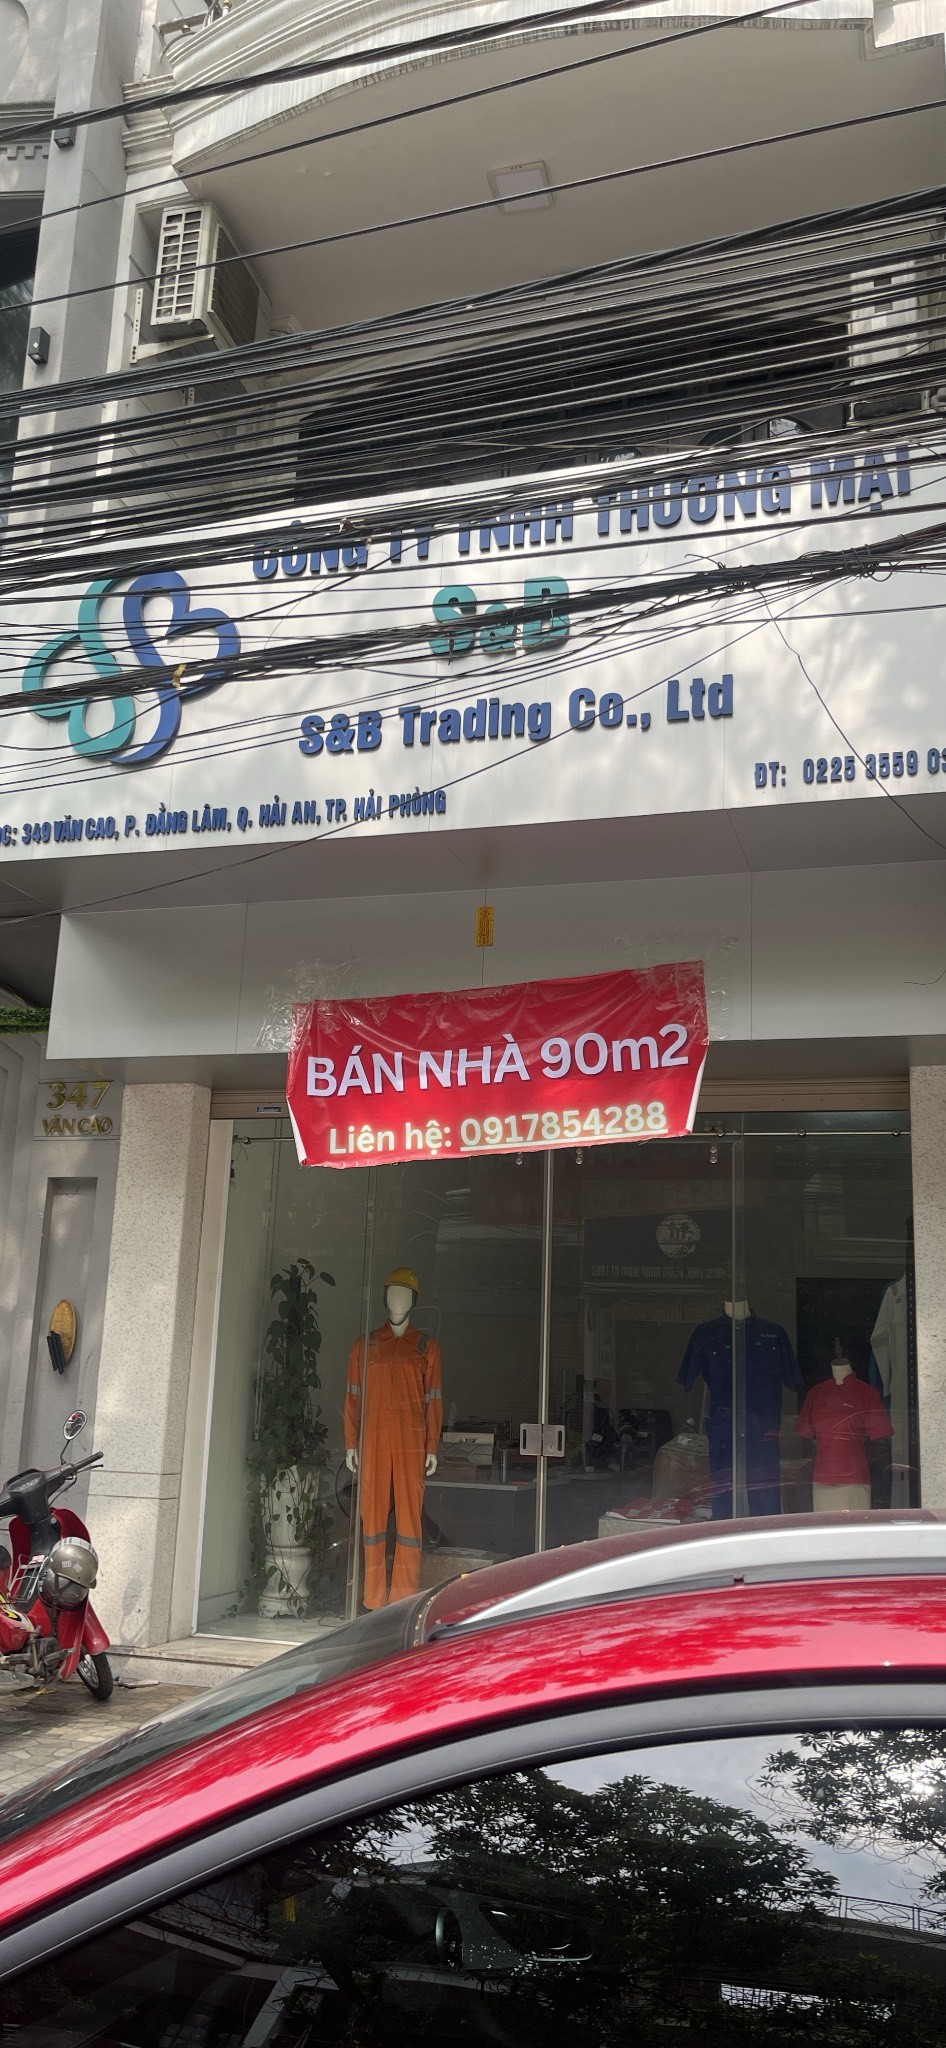 CÔNG TY TNHH THƯƠNG MẠI
S&B
S&B Trading Co., Ltd
ĐT: 0225 3559
ĐC: 349 VĂN CAO, P. ĐẰNG LÂM, Q. HẢI AN, TP. HẢI PHÒNG
BÁN NHÀ 90m2
Liên hệ: 0917854288
347
VĂN CAO